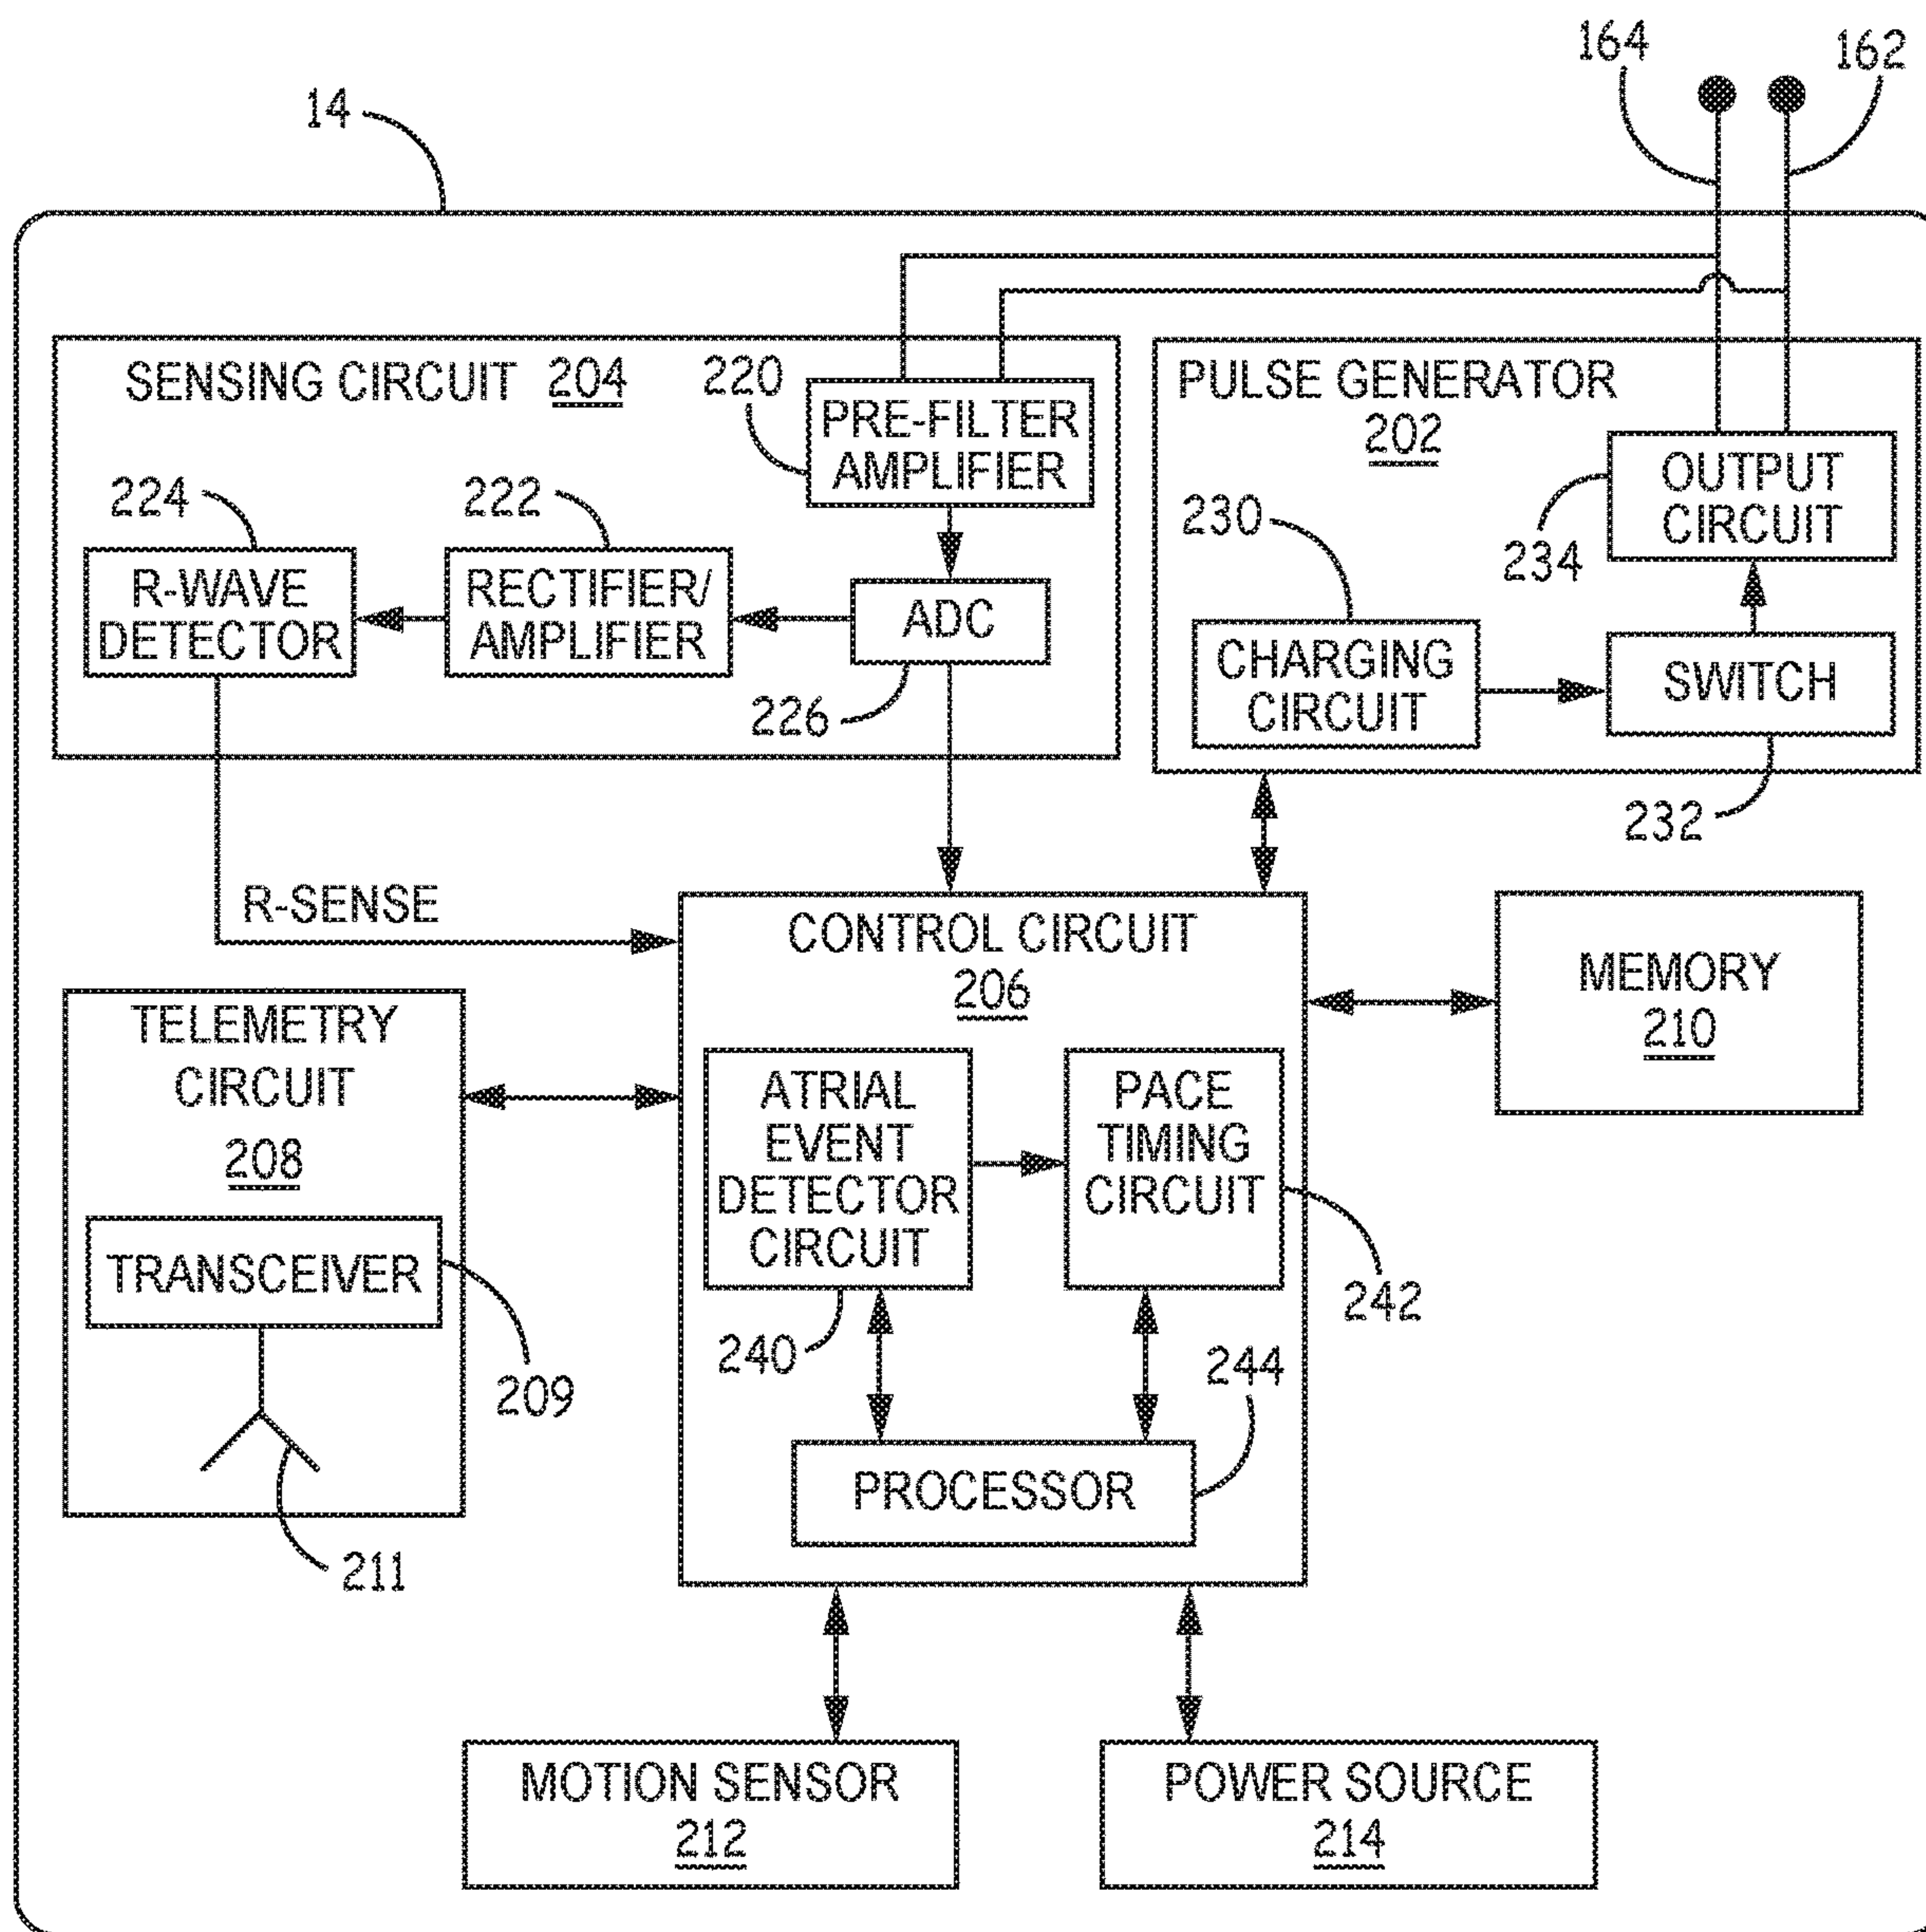 164
162
14
SENSING CIRCUIT 204
220
PRE-FILTER
AMPLIFIER
PULSE GENERATOR
202
OUTPUT
CIRCUIT
234
224
222
230
R-WAVE
DETECTOR
RECTIFIER/
AMPLIFIER
ADC
226
CHARGING
CIRCUIT
SWITCH
232
R-SENSE
CONTROL CIRCUIT
206
MEMORY
210
TELEMETRY
CIRCUIT
208
TRANSCEIVER
209
211
ATRIAL
EVENT
DETECTOR
CIRCUIT
240
PACE
TIMING
CIRCUIT
242
244
PROCESSOR
MOTION SENSOR
212
POWER SOURCE
214